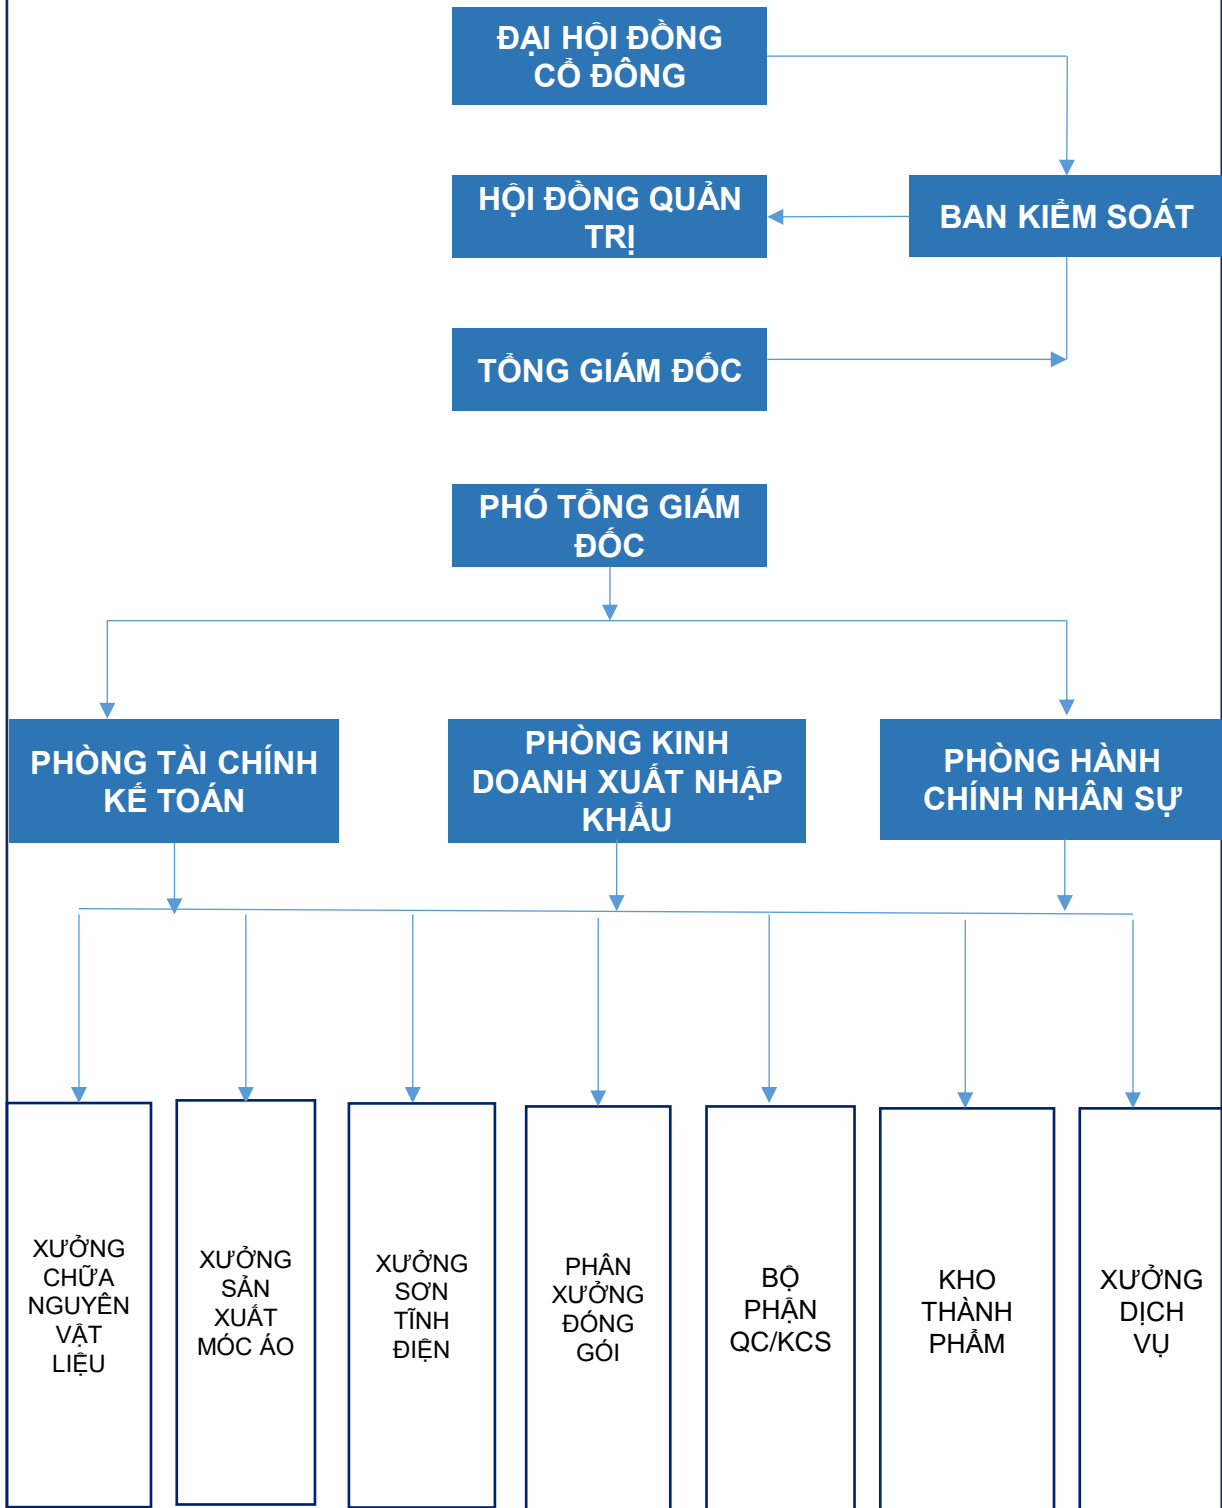 ĐẠI HỘI ĐỒNG
CỔ ĐÔNG
HỘI ĐỒNG QUẢN
TRỊ
BAN KIỂM SOÁT
TỔNG GIÁM ĐỐC
PHÓ TỔNG GIÁM
ĐỐC
PHÒNG TÀI CHÍNH
KẾ TOÁN
PHÒNG KINH
DOANH XUẤT NHẬP
KHẨU
PHÒNG HÀNH
CHÍNH NHÂN SỰ
XƯỞNG
CHỮA
NGUYÊN
VẬT
LIỆU
XƯỞNG
SẢN
XUẤT
MÓC ÁO
XƯỞNG
SƠN
TĨNH
ĐIỆN
PHÂN
XƯỞNG
ĐÓNG
GÓI
BỘ
PHẬN
QC/KCS
KHO
THÀNH
PHẨM
XƯỞNG
DỊCH
VỤ